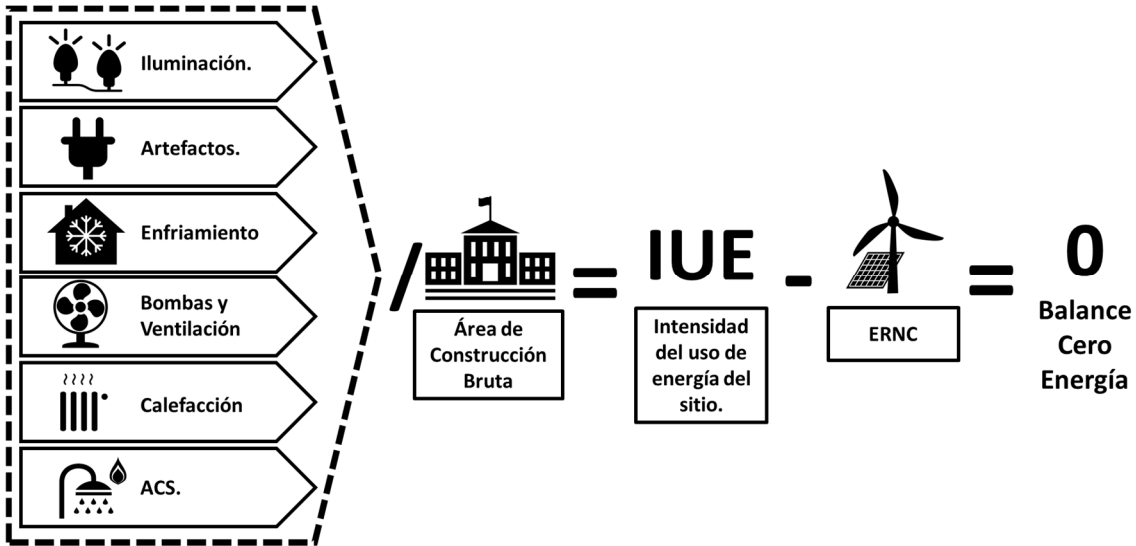 Iluminación.
Artefactos.
Enfriamiento
Bombas y
Ventilación
Calefacción
ACS.
/
Área de
Construcción
Bruta
=
IUE
Intensidad
del uso de
energía del
sitio.
-
ERNC
=
0
Balance
Cero
Energía